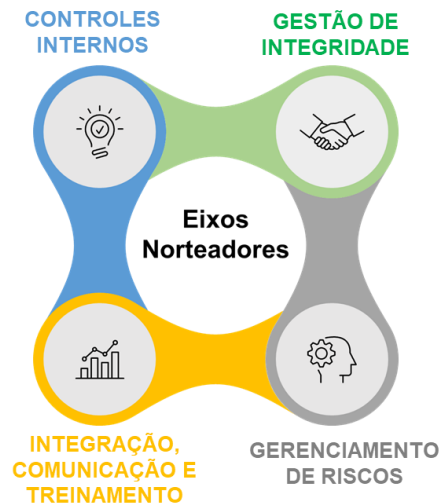 CONTROLES
INTERNOS
GESTÃO DE
INTEGRIDADE
Eixos
Norteadores
INTEGRAÇÃO,
COMUNICAÇÃO E
TREINAMENTO
GERENCIAMENTO
DE RISCOS